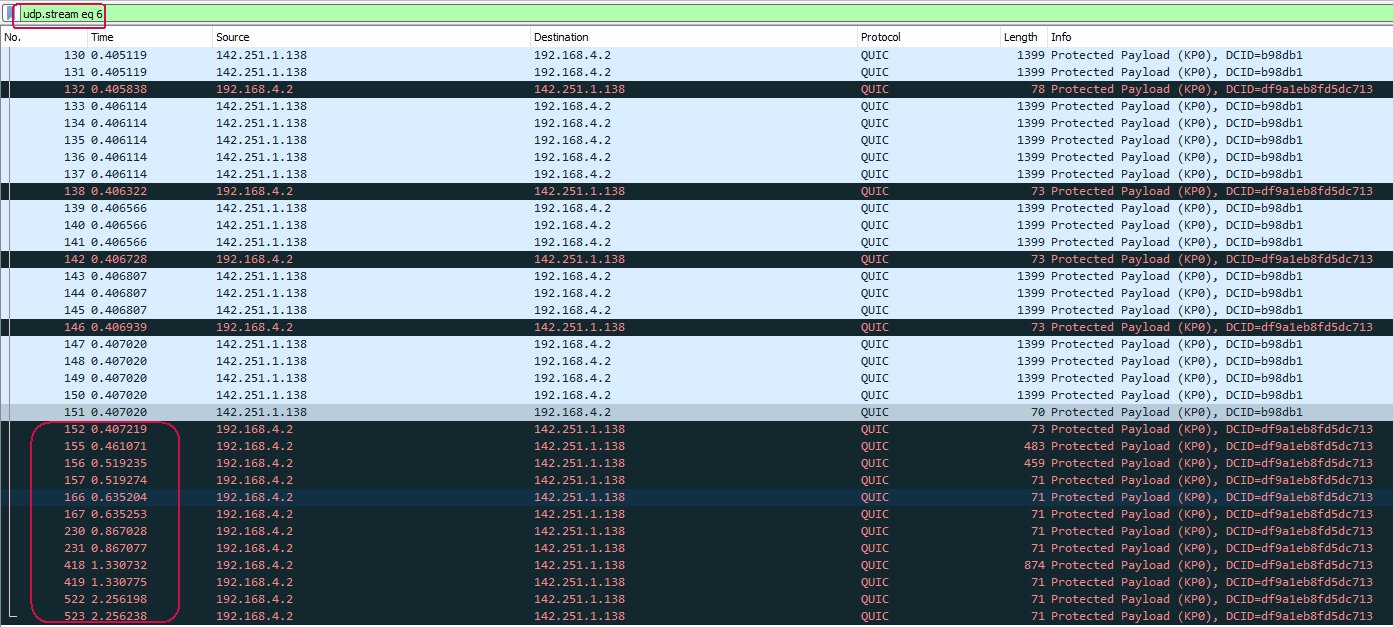 udp.stream eq 6
No. Time Source Destination Protocol Length Info
130 0.405119 142.251.1.138 192.168.4.2 QUIC 1399 Protected Payload (KP0), DCID=b98db1
131 0.405119 142.251.1.138 192.168.4.2 QUIC 1399 Protected Payload (KP0), DCID=b98db1
132 0.405838 192.168.4.2 142.251.1.138 QUIC 78 Protected Payload (KP0), DCID=df9a1eb8fd5dc713
133 0.406114 142.251.1.138 192.168.4.2 QUIC 1399 Protected Payload (KP0), DCID=b98db1
134 0.406114 142.251.1.138 192.168.4.2 QUIC 1399 Protected Payload (KP0), DCID=b98db1
135 0.406114 142.251.1.138 192.168.4.2 QUIC 1399 Protected Payload (KP0), DCID=b98db1
136 0.406114 142.251.1.138 192.168.4.2 QUIC 1399 Protected Payload (KP0), DCID=b98db1
137 0.406114 142.251.1.138 192.168.4.2 QUIC 1399 Protected Payload (KP0), DCID=b98db1
138 0.406322 192.168.4.2 142.251.1.138 QUIC 73 Protected Payload (KP0), DCID=df9a1eb8fd5dc713
139 0.406566 142.251.1.138 192.168.4.2 QUIC 1399 Protected Payload (KP0), DCID=b98db1
140 0.406566 142.251.1.138 192.168.4.2 QUIC 1399 Protected Payload (KP0), DCID=b98db1
141 0.406566 142.251.1.138 192.168.4.2 QUIC 1399 Protected Payload (KP0), DCID=b98db1
142 0.406728 192.168.4.2 142.251.1.138 QUIC 73 Protected Payload (KP0), DCID=df9a1eb8fd5dc713
143 0.406807 142.251.1.138 192.168.4.2 QUIC 1399 Protected Payload (KP0), DCID=b98db1
144 0.406807 142.251.1.138 192.168.4.2 QUIC 1399 Protected Payload (KP0), DCID=b98db1
145 0.406807 142.251.1.138 192.168.4.2 QUIC 1399 Protected Payload (KP0), DCID=b98db1
146 0.406939 192.168.4.2 142.251.1.138 QUIC 73 Protected Payload (KP0), DCID=df9a1eb8fd5dc713
147 0.407020 142.251.1.138 192.168.4.2 QUIC 1399 Protected Payload (KP0), DCID=b98db1
148 0.407020 142.251.1.138 192.168.4.2 QUIC 1399 Protected Payload (KP0), DCID=b98db1
149 0.407020 142.251.1.138 192.168.4.2 QUIC 1399 Protected Payload (KP0), DCID=b98db1
150 0.407020 142.251.1.138 192.168.4.2 QUIC 1399 Protected Payload (KP0), DCID=b98db1
151 0.407020 142.251.1.138 192.168.4.2 QUIC 70 Protected Payload (KP0), DCID=b98db1
152 0.407219 192.168.4.2 142.251.1.138 QUIC 73 Protected Payload (KP0), DCID=df9a1eb8fd5dc713
155 0.461071 192.168.4.2 142.251.1.138 QUIC 483 Protected Payload (KP0), DCID=df9a1eb8fd5dc713
156 0.519235 192.168.4.2 142.251.1.138 QUIC 459 Protected Payload (KP0), DCID=df9a1eb8fd5dc713
157 0.519274 192.168.4.2 142.251.1.138 QUIC 71 Protected Payload (KP0), DCID=df9a1eb8fd5dc713
166 0.635204 192.168.4.2 142.251.1.138 QUIC 71 Protected Payload (KP0), DCID=df9a1eb8fd5dc713
167 0.635253 192.168.4.2 142.251.1.138 QUIC 71 Protected Payload (KP0), DCID=df9a1eb8fd5dc713
230 0.867028 192.168.4.2 142.251.1.138 QUIC 71 Protected Payload (KP0), DCID=df9a1eb8fd5dc713
231 0.867077 192.168.4.2 142.251.1.138 QUIC 71 Protected Payload (KP0), DCID=df9a1eb8fd5dc713
418 1.330732 192.168.4.2 142.251.1.138 QUIC 874 Protected Payload (KP0), DCID=df9a1eb8fd5dc713
419 1.330775 192.168.4.2 142.251.1.138 QUIC 71 Protected Payload (KP0), DCID=df9a1eb8fd5dc713
522 2.256198 192.168.4.2 142.251.1.138 QUIC 71 Protected Payload (KP0), DCID=df9a1eb8fd5dc713
523 2.256238 192.168.4.2 142.251.1.138 QUIC 71 Protected Payload (KP0), DCID=df9a1eb8fd5dc713